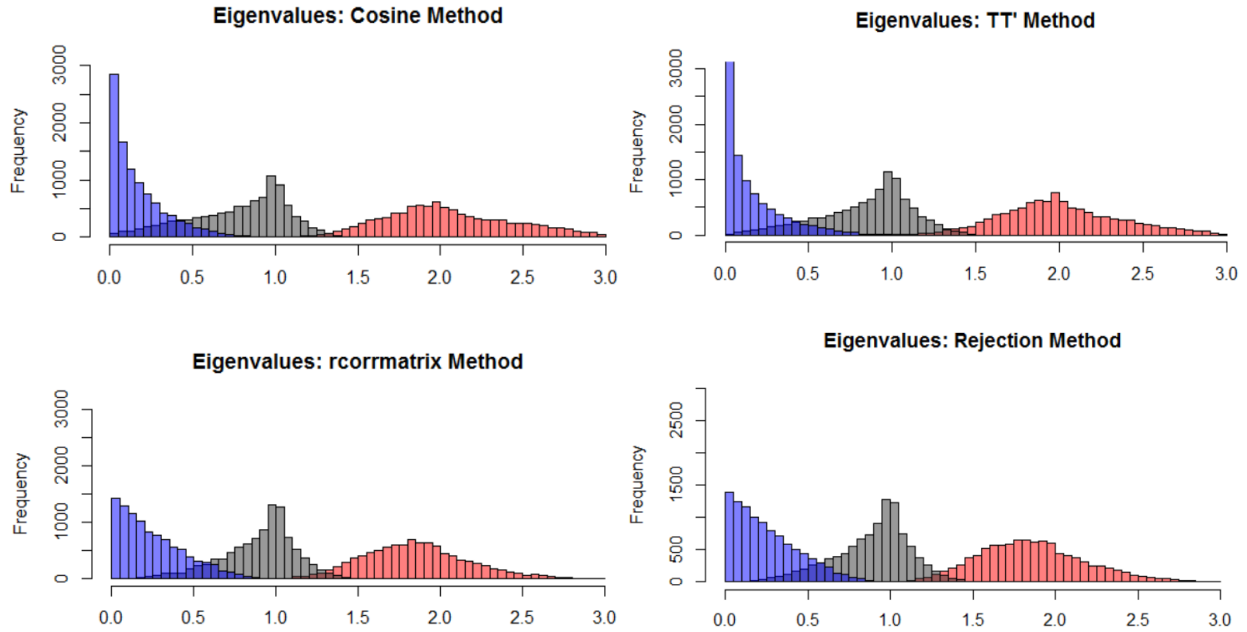 Eigenvalues: Cosine Method
Frequency
3000
2000
1000
0
0.0 0.5 1.0 1.5 2.0 2.5 3.0
Eigenvalues: TT' Method
Frequency
3000
2000
1000
0
0.0 0.5 1.0 1.5 2.0 2.5 3.0
Eigenvalues: rcorrmatrix Method
Frequency
3000
2000
1000
0
0.0 0.5 1.0 1.5 2.0 2.5 3.0
Eigenvalues: Rejection Method
Frequency
2500
1500
500
0
0.0 0.5 1.0 1.5 2.0 2.5 3.0